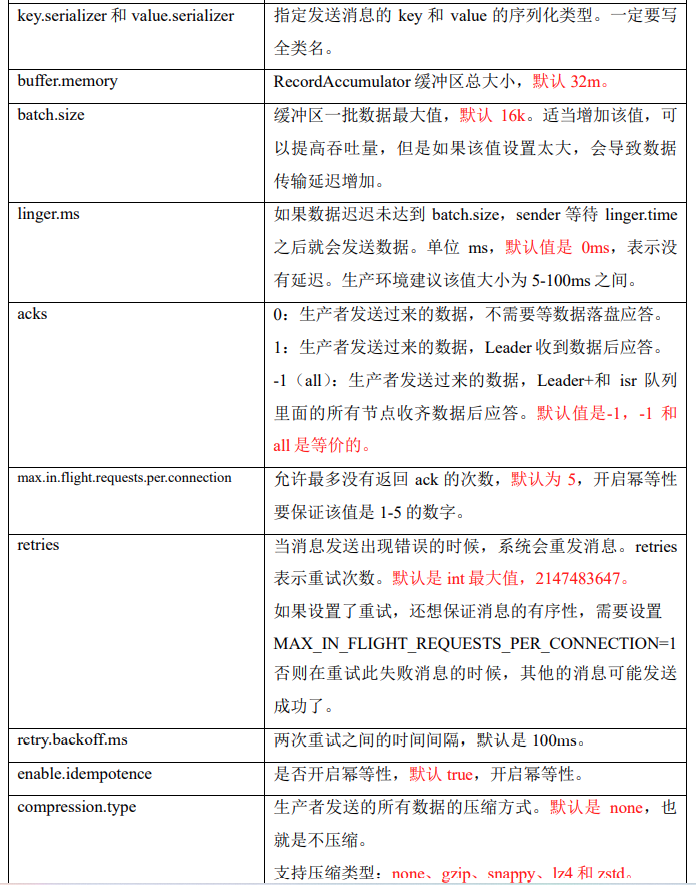 key.serializer 和 value.serializer
指定发送消息的 key 和 value 的序列化类型。一定要写
全类名。
buffer.memory
RecordAccumulator 缓冲区总大小，默认 32m。
batch.size
缓冲区一批数据最大值，默认 16k。适当增加该值，可
以提高吞吐量，但是如果该值设置太大，会导致数据
传输延迟增加。
linger.ms
如果数据迟迟未达到 batch.size，sender 等待 linger.time
之后就会发送数据。单位 ms，默认值是 0ms，表示没
有延迟。生产环境建议该值大小为 5-100ms 之间。
acks
0：生产者发送过来的数据，不需要等数据落盘应答。
1：生产者发送过来的数据，Leader 收到数据后应答。
-1（all）：生产者发送过来的数据，Leader+和 isr 队列
里面的所有节点收齐数据后应答。默认值是-1，-1 和
all 是等价的。
max.in.flight.requests.per.connection
允许最多没有返回 ack 的次数，默认为 5，开启幂等性
要保证该值是 1-5 的数字。
retries
当消息发送出现错误的时候，系统会重发消息。retries
表示重试次数。默认是 int 最大值，2147483647。
如果设置了重试，还想保证消息的有序性，需要设置
MAX_IN_FLIGHT_REQUESTS_PER_CONNECTION=1
否则在重试此失败消息的时候，其他的消息可能发送
成功了。
retry.backoff.ms
两次重试之间的时间间隔，默认是 100ms。
enable.idempotence
是否开启幂等性，默认 true，开启幂等性。
compression.type
生产者发送的所有数据的压缩方式。默认是 none，也
就是不压缩。
支持压缩类型：none、gzip、snappy、lz4 和 zstd。